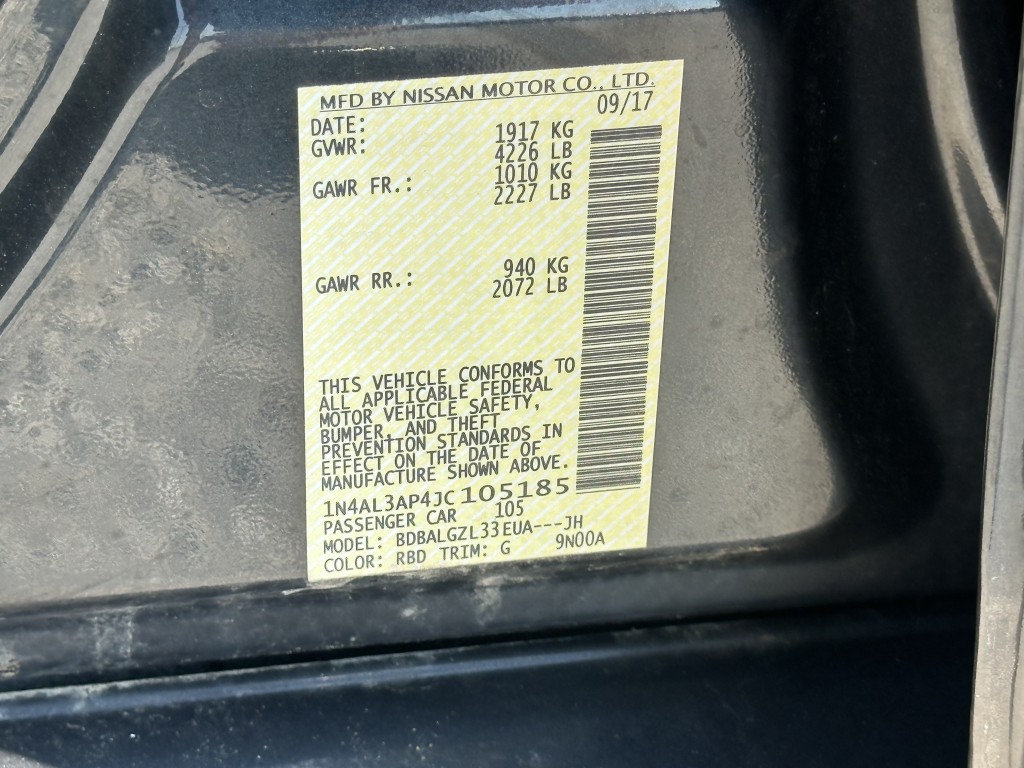 MFD BY NISSAN MOTOR CO., LTD.
DATE: 09/17
GVWR: 1917 KG
4226 LB
GAWR FR.: 1010 KG
2227 LB
GAWR RR.: 940 KG
2072 LB
THIS VEHICLE CONFORMS TO
ALL APPLICABLE FEDERAL
MOTOR VEHICLE SAFETY,
BUMPER, AND THEFT
PREVENTION STANDARDS IN
EFFECT ON THE DATE OF
MANUFACTURE SHOWN ABOVE.
1N4AL3AP4JC105185
PASSENGER CAR 105
MODEL: BDBALGZL33EUA---JH
COLOR: RBD TRIM: G 9N00A